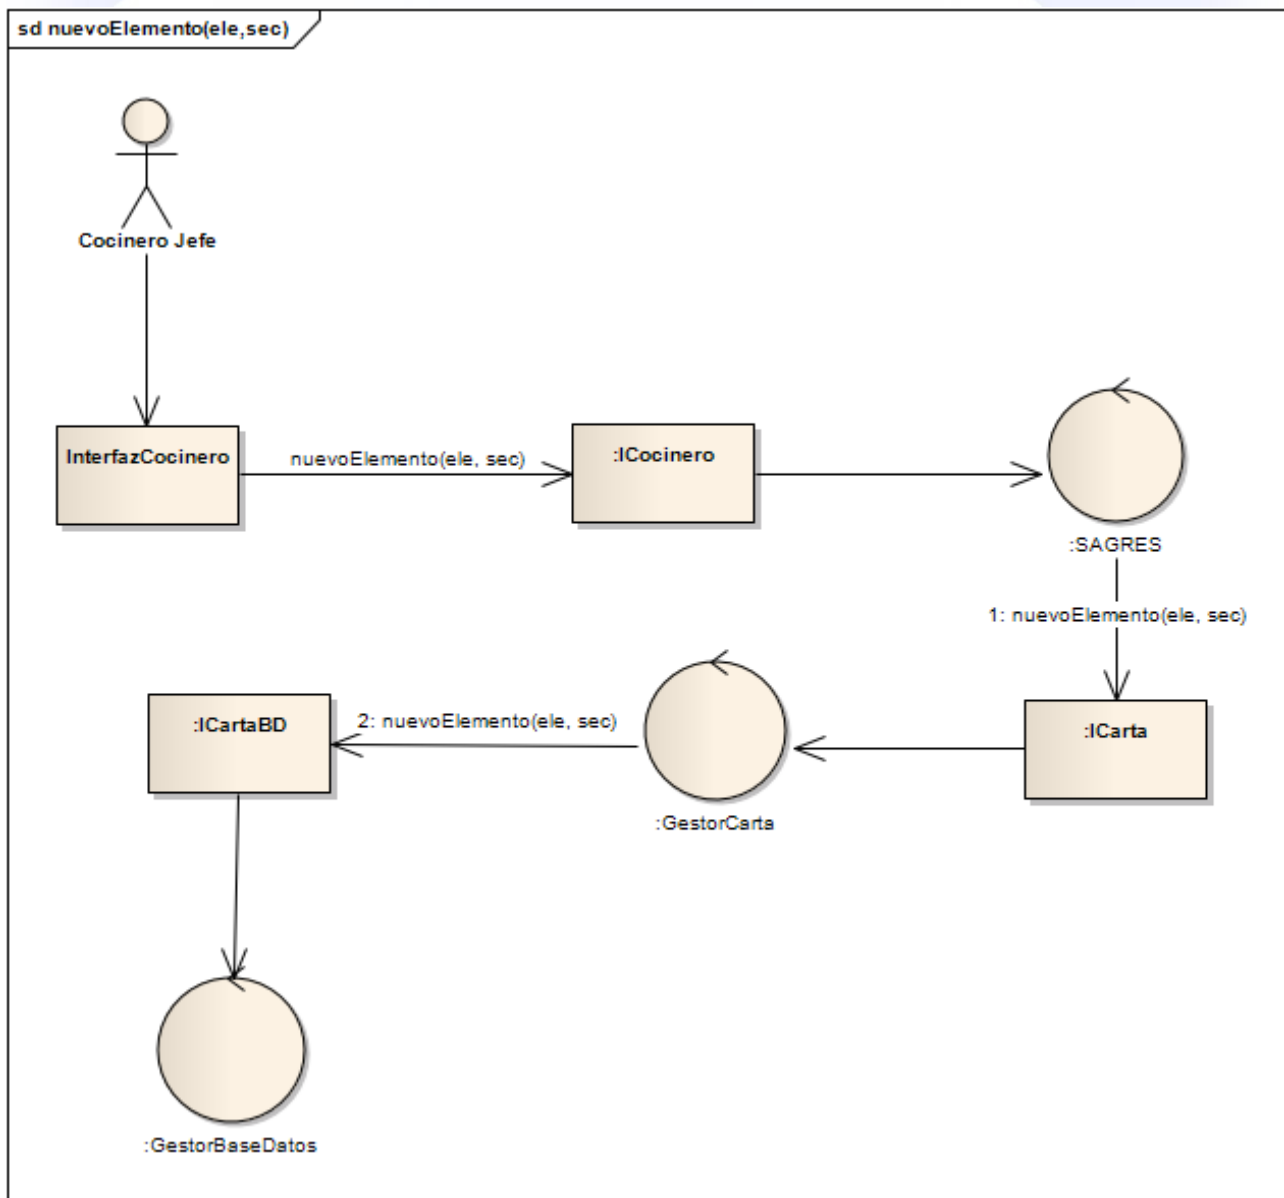 sd nuevoElemento(ele,sec)
Cocinero Jefe
InterfazCocinero
nuevoElemento(ele, sec)
:ICocinero
:SAGRES
1: nuevoElemento(ele, sec)
:ICartaBD
2: nuevoElemento(ele, sec)
:GestorCarta
:ICarta
:GestorBaseDatos